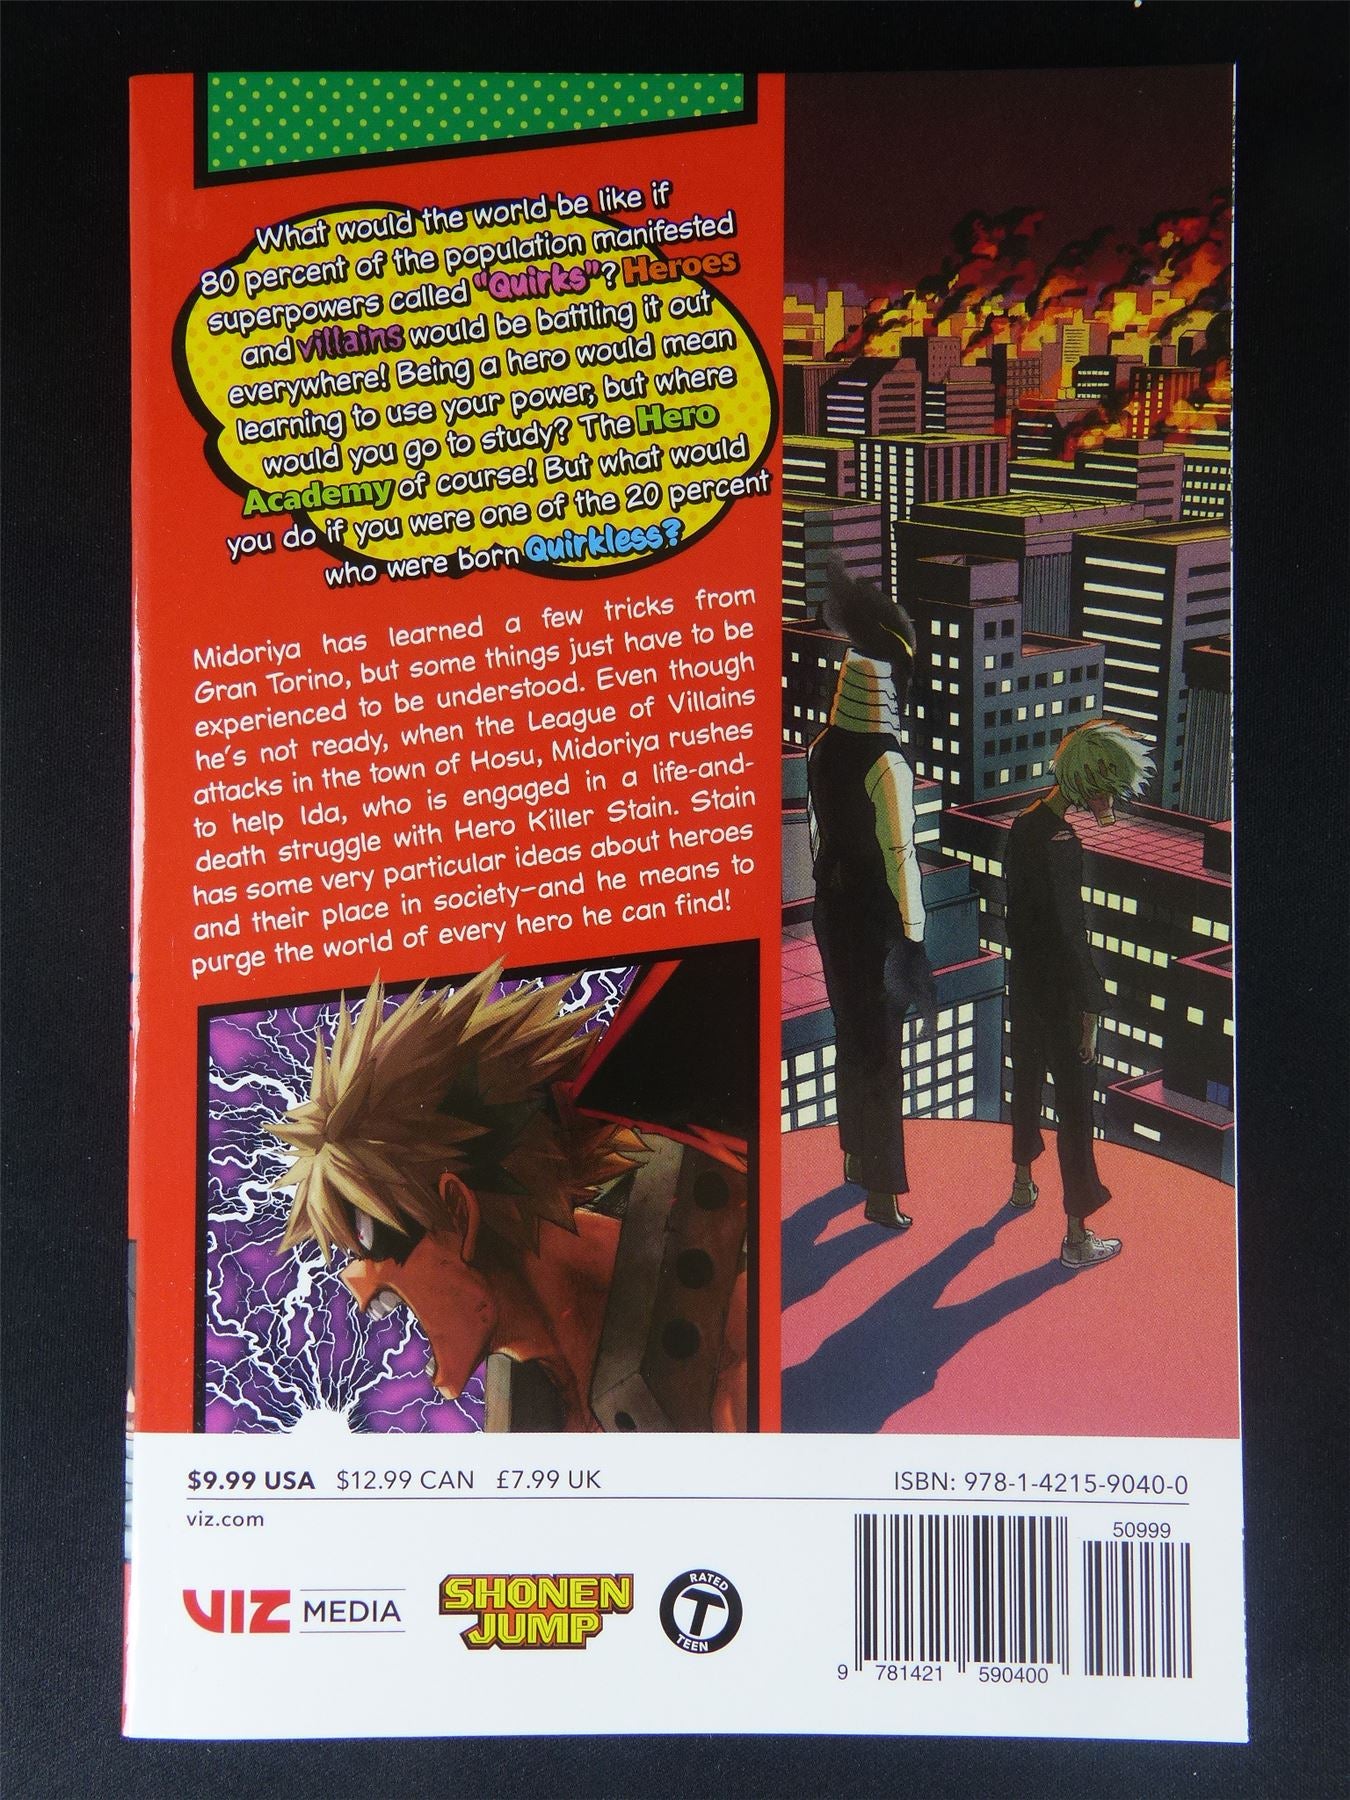 What would the world be like if
80 percent of the population manifested
superpowers called "Quirks"? Heroes
and villains would be battling it out
everywhere! Being a hero would mean
learning to use your power, but where
would you go to study? The Hero
Academy of course! But what would
you do if you were one of the 20 percent
who were born Quirkless?
Midoriya has learned a few tricks from
Gran Torino, but some things just have to be
experienced to be understood. Even though
he's not ready, when the League of Villains
attacks in the town of Hosu, Midoriya rushes
to help Ida, who is engaged in a life-and-
death struggle with Hero Killer Stain. Stain
has some very particular ideas about heroes
and their place in society—and he means to
purge the world of every hero he can find!
$9.99 USA $12.99 CAN £7.99 UK
ISBN: 978-1-4215-9040-0
viz.com
50999
VIZ MEDIA
SHONEN
JUMP
RATED
T
TEEN
9 781421 590400